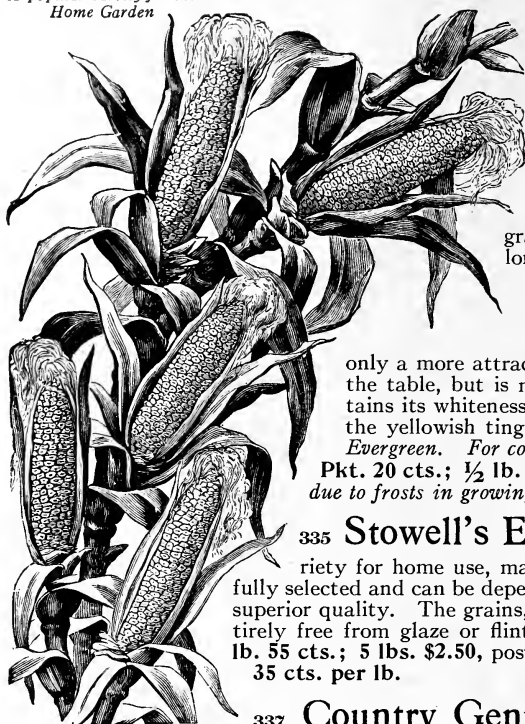 Home Garden
only a more attrac
the table, but is
tains its whiteness
the yellowish ting
Evergreen. For co
Pkt. 20 cts.; ½ lb.
due to frosts in growin
335 Stowell's E
riety for home use, ma
fully selected and can be depe
superior quality. The grains,
tirely free from glaze or flint
lb. 55 cts.; 5 lbs. $2.50, post
35 cts. per lb.
337 Country Gen